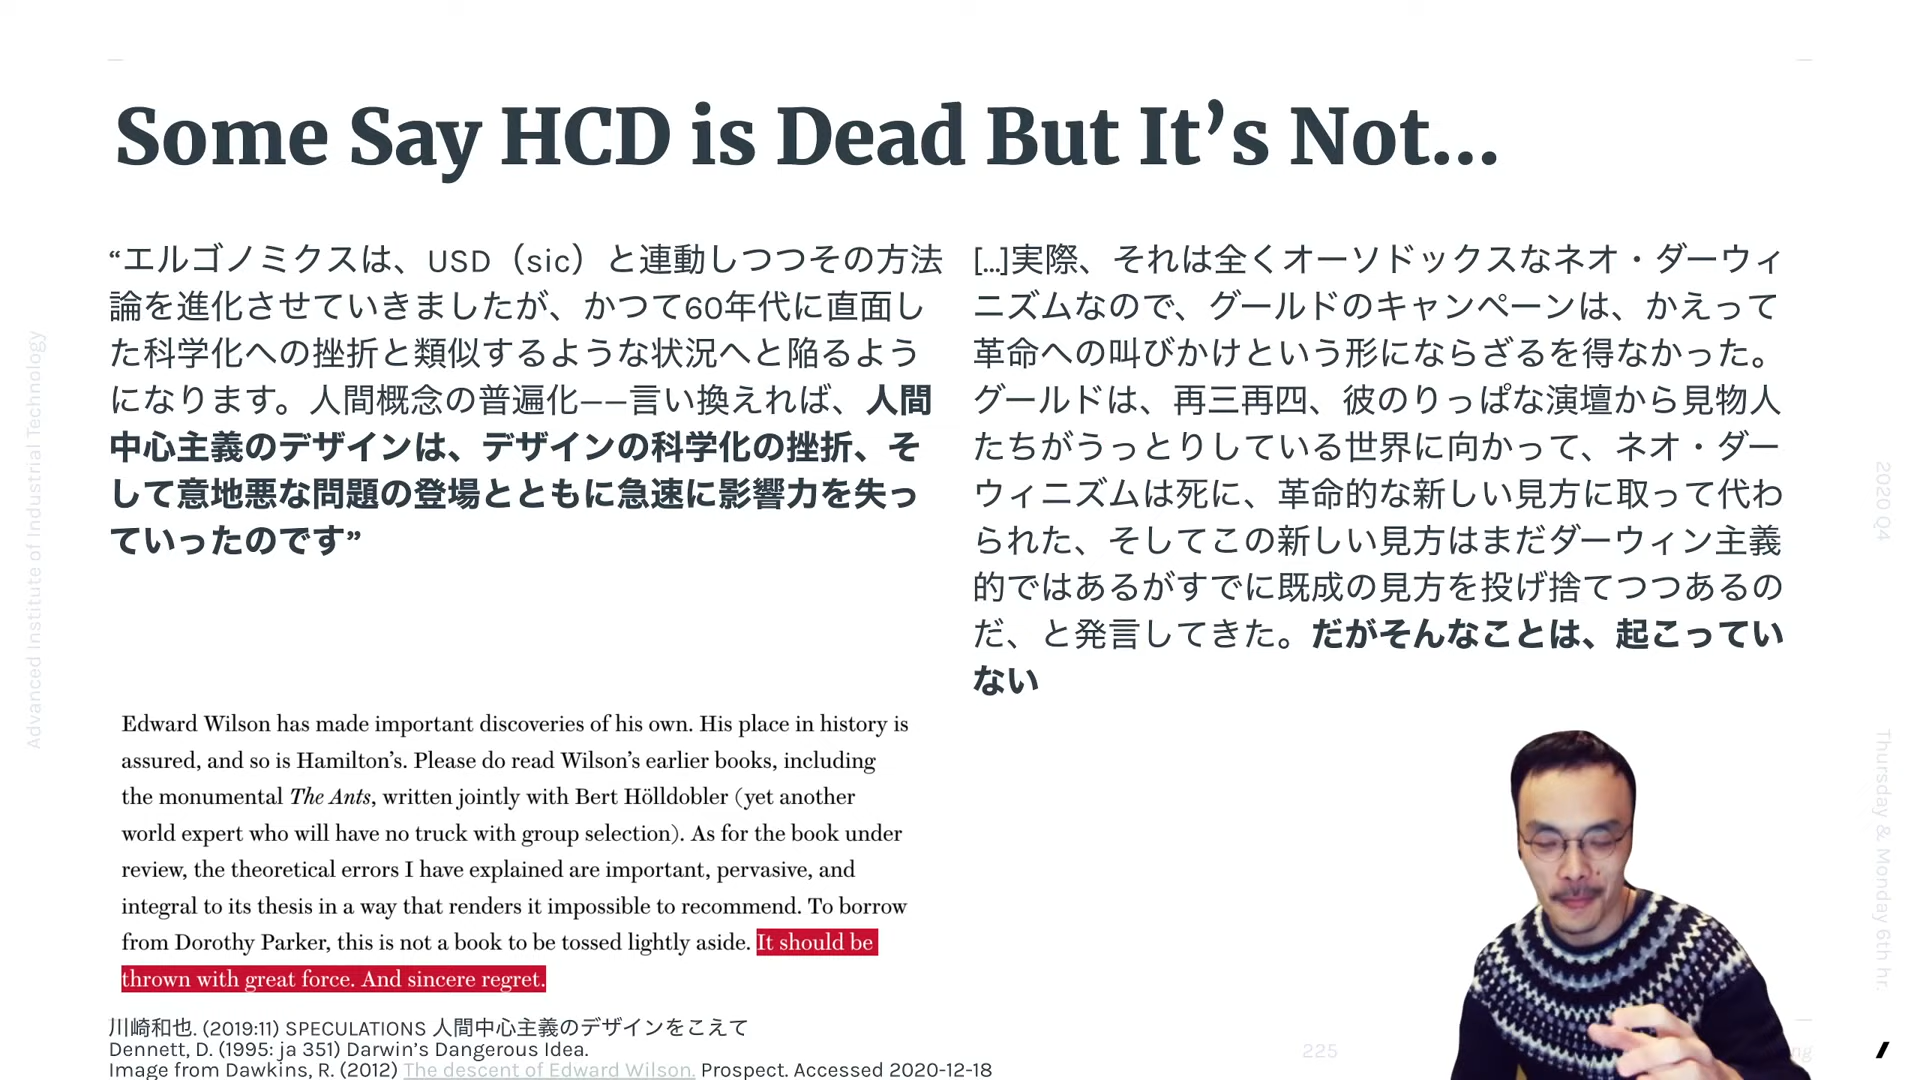 Some Say HCD is Dead But It’s Not...
“エルゴノミクスは、USD（sic）と連動しつつその方法
論を進化させていきましたが、かつて60年代に直面し
た科学化への挫折と類似するような状況へと陥るよう
になります。人間概念の普遍化——言い換えれば、人間
中心主義のデザインは、デザインの科学化の挫折、そ
して意地悪な問題の登場とともに急速に影響力を失っ
ていったのです”
[...]実際、それは全くオーソドックスなネオ・ダーウィ
ニズムなので、グールドのキャンペーンは、かえって
革命への叫びかけという形にならざるを得なかった。
グールドは、再三再四、彼のりっぱな演壇から見物人
たちがうっとりしている世界に向かって、ネオ・ダー
ウィニズムは死に、革命的な新しい見方に取って代わ
られた、そしてこの新しい見方はまだダーウィン主義
的ではあるがすでに既成の見方を投げ捨てつつあるの
だ、と発言してきた。だがそんなことは、起こってい
ない
Edward Wilson has made important discoveries of his own. His place in history is
assured, and so is Hamilton’s. Please do read Wilson’s earlier books, including
the monumental The Ants, written jointly with Bert Hölldobler (yet another
world expert who will have no truck with group selection). As for the book under
review, the theoretical errors I have explained are important, pervasive, and
integral to its thesis in a way that renders it impossible to recommend. To borrow
from Dorothy Parker, this is not a book to be tossed lightly aside. It should be
thrown with great force. And sincere regret.
川崎和也. (2019:11) SPECULATIONS 人間中心主義のデザインをこえて
Dennett, D. (1995: ja 351) Darwin’s Dangerous Idea.
Image from Dawkins, R. (2012) The descent of Edward Wilson. Prospect. Accessed 2020-12-18
225
Advanced Institute of Industrial Technology
2020 Q4
Thursday & Monday 6th hr.